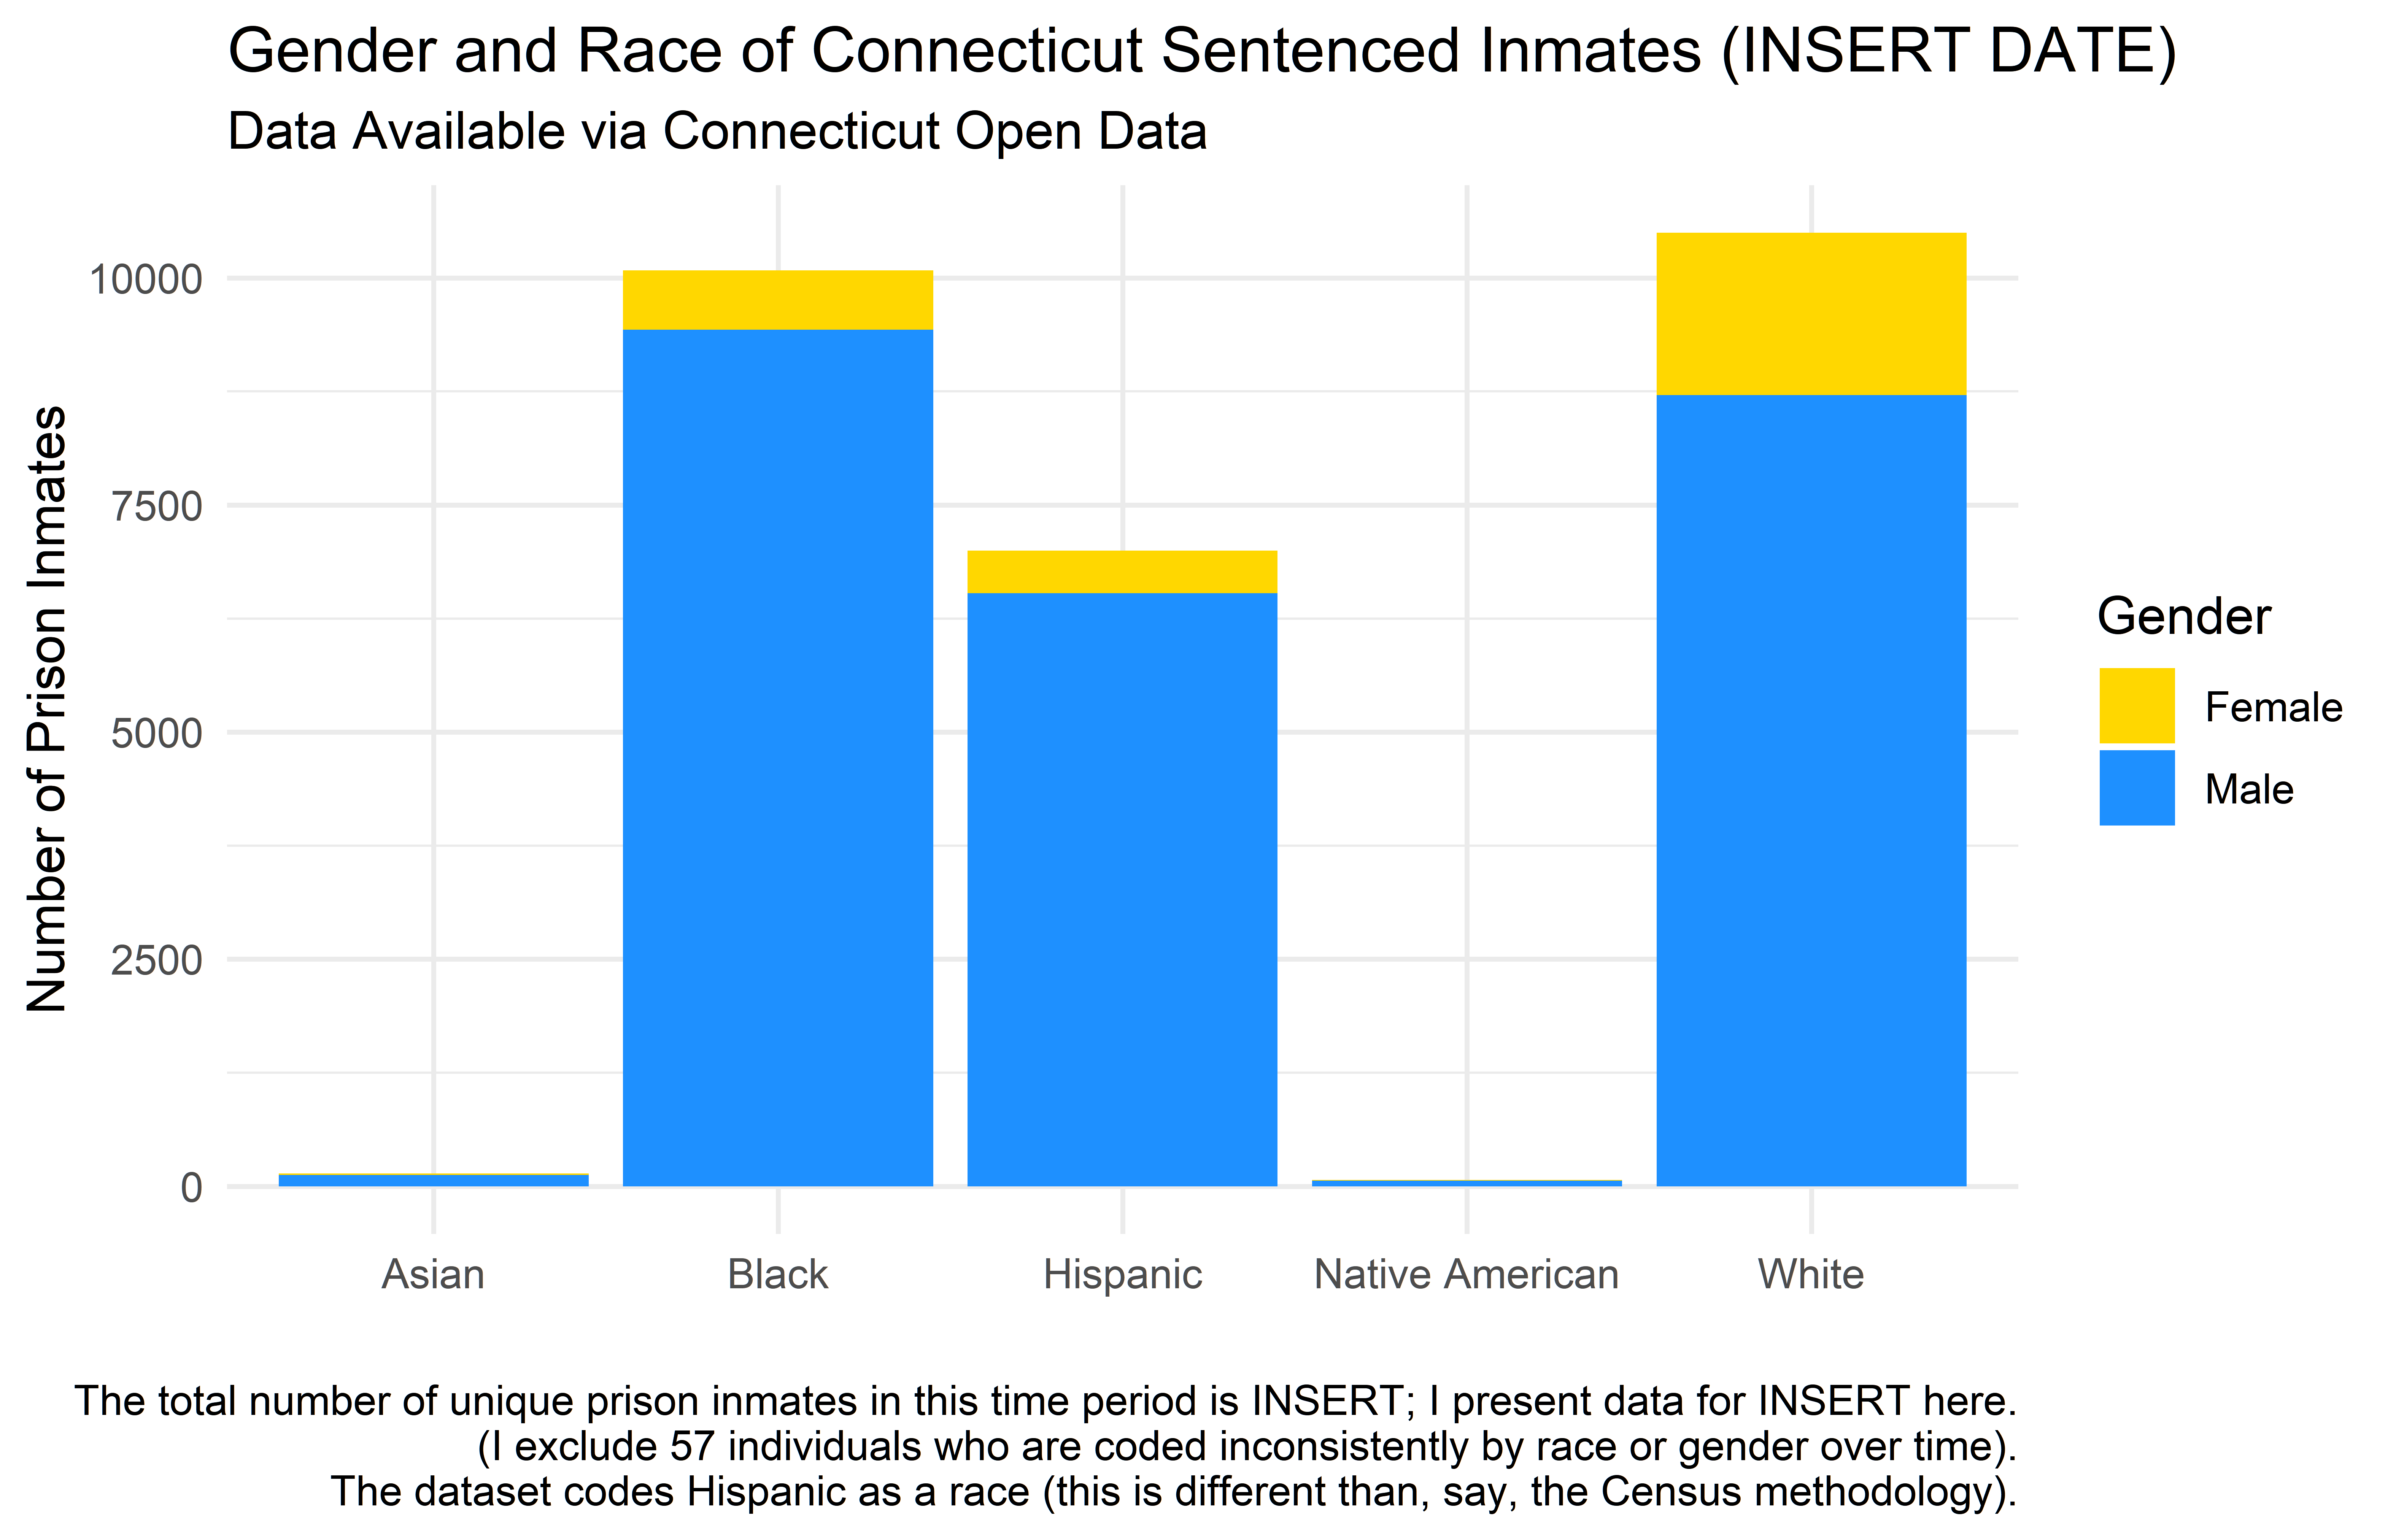 Gender and Race of Connecticut Sentenced Inmates (INSERT DATE)
Data Available via Connecticut Open Data
Number of Prison Inmates
10000
7500
5000
2500
0
Asian
Black
Hispanic
Native American
White
Gender
Female
Male
The total number of unique prison inmates in this time period is INSERT; I present data for INSERT here.
(I exclude 57 individuals who are coded inconsistently by race or gender over time).
The dataset codes Hispanic as a race (this is different than, say, the Census methodology).